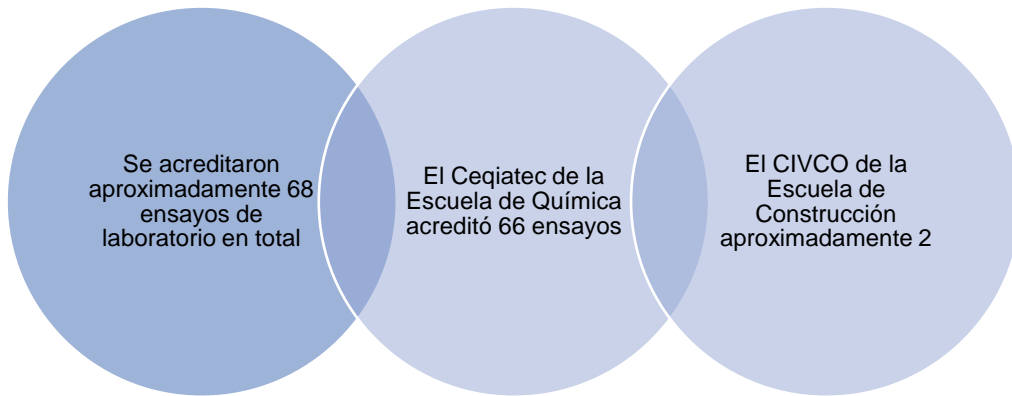 Se acreditaron
aproximadamente 68
ensayos de
laboratorio en total
El Ceqiatec de la
Escuela de Química
acreditó 66 ensayos
El CIVCO de la
Escuela de
Construcción
aproximadamente 2